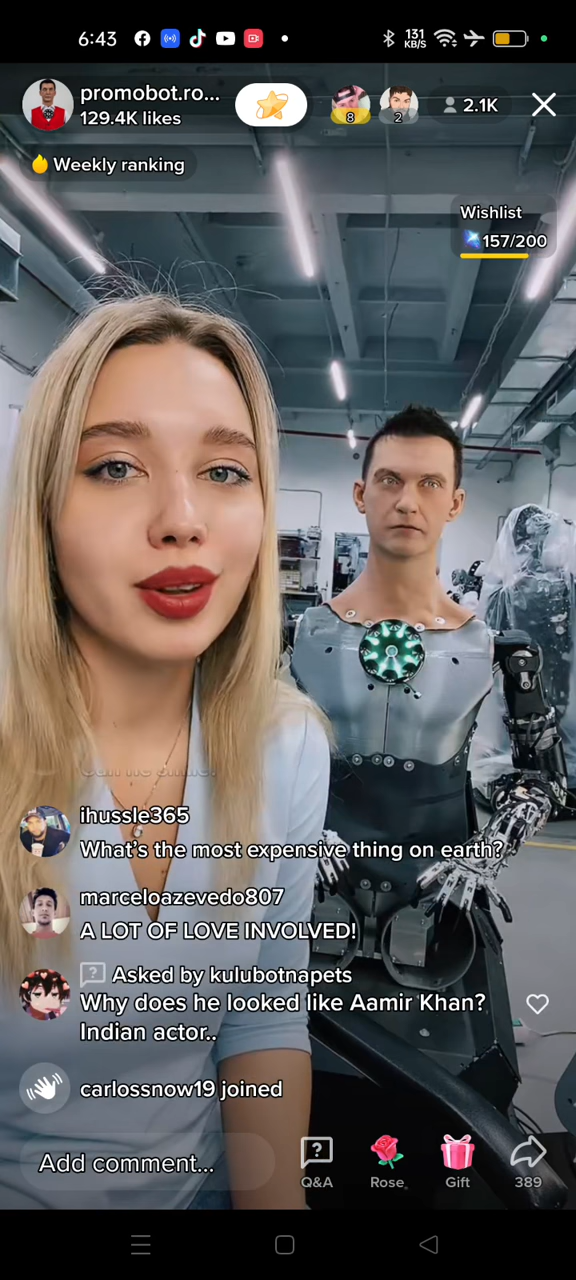 6:43
131
KB/S
promobot.ro...
129.4K likes
8
2
2.1K
Weekly ranking
Wishlist
157/200
ihussle365
What's the most expensive thing on earth?
marceloazevedo807
A LOT OF LOVE INVOLVED!
Asked by kulubotnapets
Why does he looked like Aamir Khan?
Indian actor..
carlossnow19 joined
Add comment...
Q&A
Rose
Gift
389